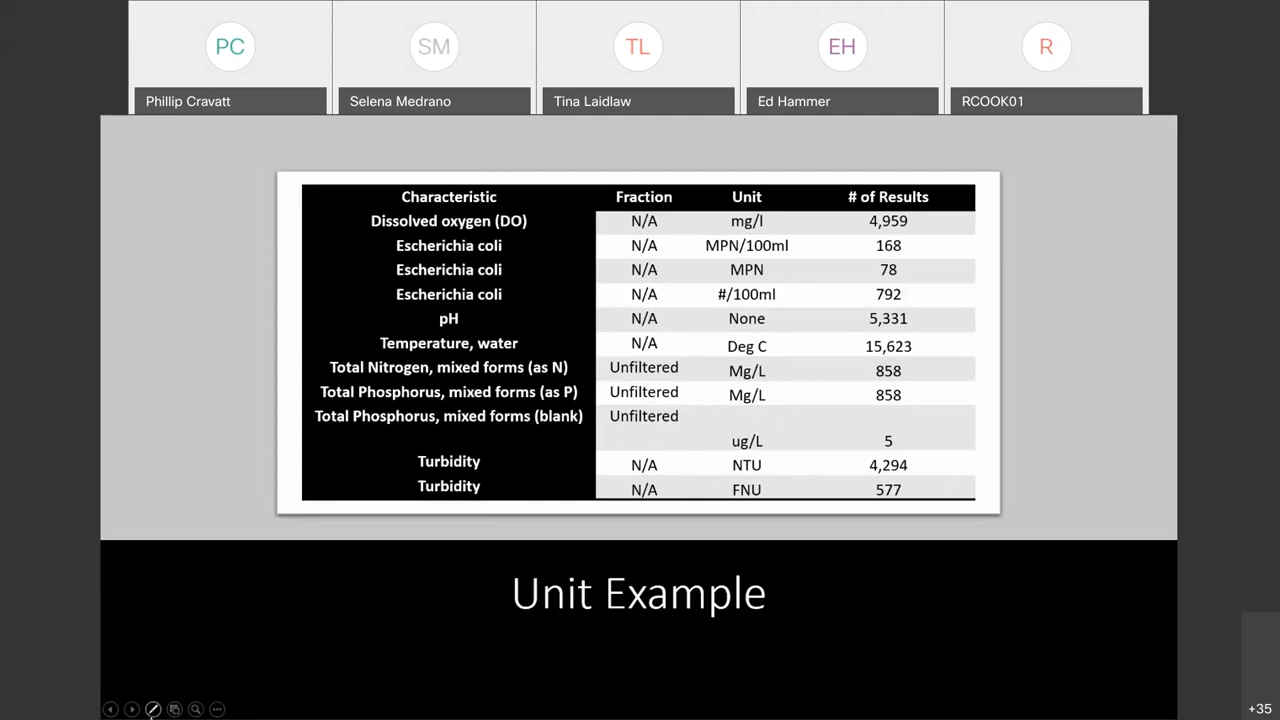 PC SM TL EH R
Phillip Cravatt Selena Medrano Tina Laidlaw Ed Hammer RCOOK01
Characteristic Fraction Unit # of Results
Dissolved oxygen (DO) N/A mg/l 4,959
Escherichia coli N/A MPN/100ml 168
Escherichia coli N/A MPN 78
Escherichia coli N/A #/100ml 792
pH N/A None 5,331
Temperature, water N/A Deg C 15,623
Total Nitrogen, mixed forms (as N) Unfiltered Mg/L 858
Total Phosphorus, mixed forms (as P) Unfiltered Mg/L 858
Total Phosphorus, mixed forms (blank) Unfiltered ug/L 5
Turbidity N/A NTU 4,294
Turbidity N/A FNU 577
Unit Example
+35